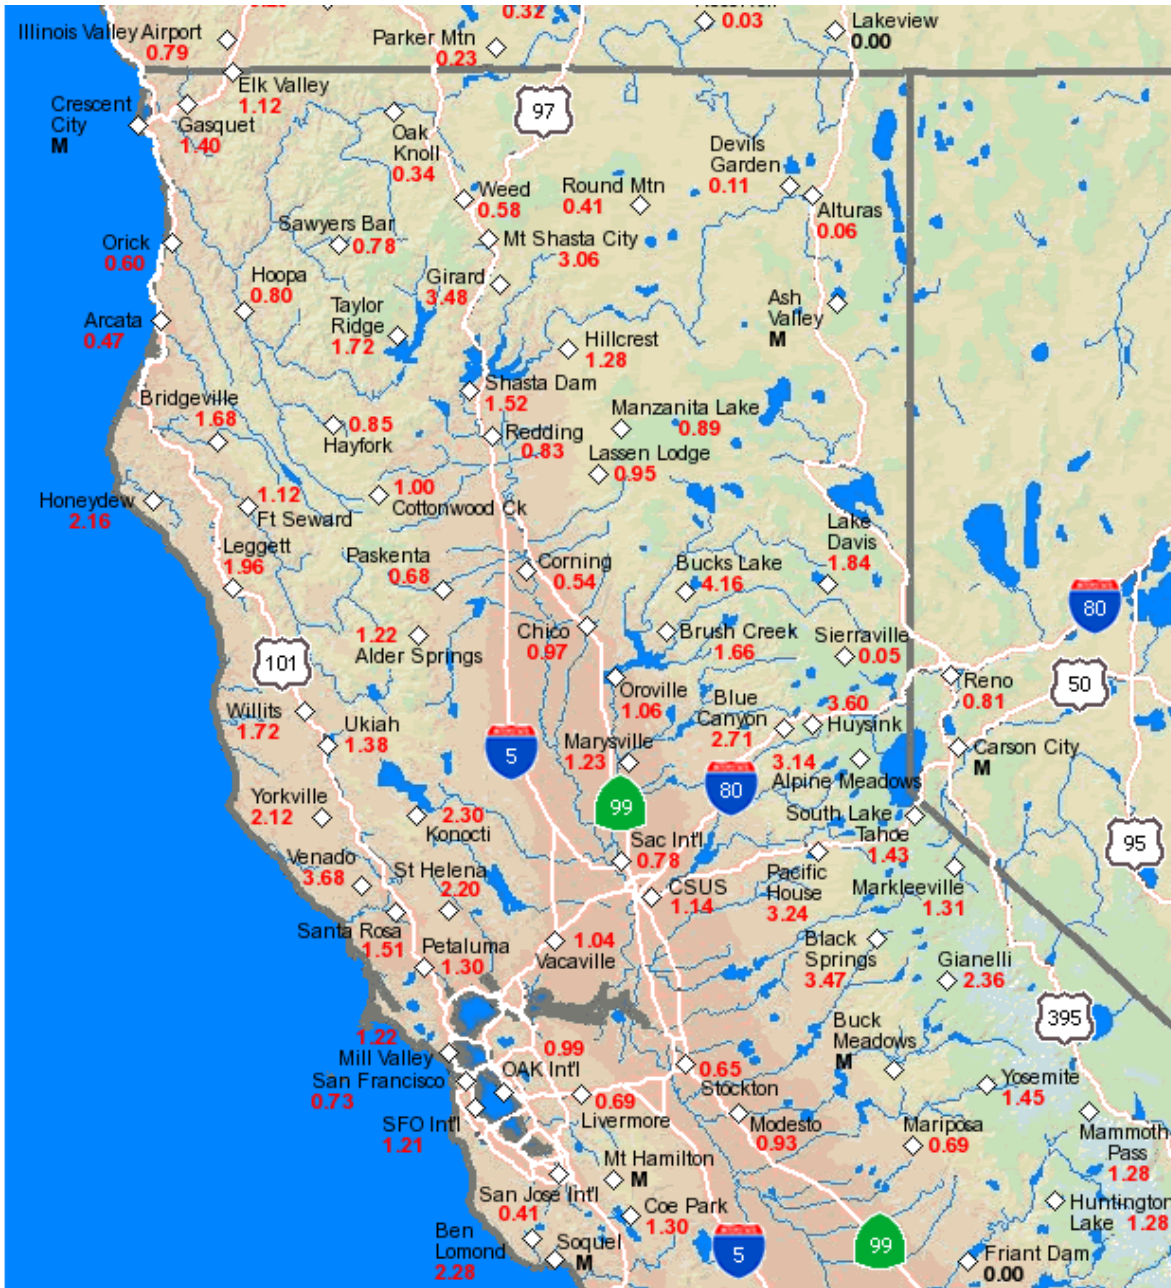 0.32
0.03
Lakeview
0.00
Illinois Valley Airport
0.79
Parker Mtn
0.23
Elk Valley
1.12
Crescent
City
M
Gasquet
1.40
97
Oak
Knoll
0.34
Devils
Garden
0.11
Weed
0.58
Round Mtn
0.41
Alturas
0.06
Sawyers Bar
0.78
Orick
0.60
Mt Shasta City
3.06
Hoopa
0.80
Girard
3.48
Ash
Valley
M
Arcata
0.47
Taylor
Ridge
1.72
Hillcrest
1.28
Bridgeville
1.68
Shasta Dam
1.52
Manzanita Lake
0.89
0.85
Hayfork
Redding
0.83
Lassen Lodge
0.95
Honeydew
2.16
1.12
Ft Seward
1.00
Cottonwood Ck
Lake
Davis
1.84
Leggett
1.96
Paskenta
0.68
Corning
0.54
Bucks Lake
4.16
80
1.22
Alder Springs
Chico
0.97
Brush Creek
1.66
Sierraville
0.05
101
Oroville
1.06
Reno
0.81
50
Willits
1.72
Ukiah
1.38
Blue
Canyon
2.71
3.60
Huysink
5
Marysville
1.23
3.14
Alpine Meadows
Carson City
M
80
Yorkville
2.12
2.30
Konocti
99
South Lake
Tahoe
1.43
95
Venado
3.68
St Helena
2.20
Sac Int'l
0.78
CSUS
1.14
Pacific
House
3.24
Markleeville
1.31
Santa Rosa
1.51
Petaluma
1.30
1.04
Vacaville
Black
Springs
3.47
Gianelli
2.36
395
1.22
Mill Valley
0.99
OAK Int'l
Buck
Meadows
M
San Francisco
0.73
0.65
Stockton
Yosemite
1.45
SFO Int'l
1.21
0.69
Livermore
Modesto
0.93
Mariposa
0.69
Mammoth
Pass
1.28
Mt Hamilton
M
San Jose Int'l
0.41
Coe Park
1.30
Huntington
Lake 1.28
Ben
Lomond
2.28
Soquel
M
5
99
Friant Dam
0.00